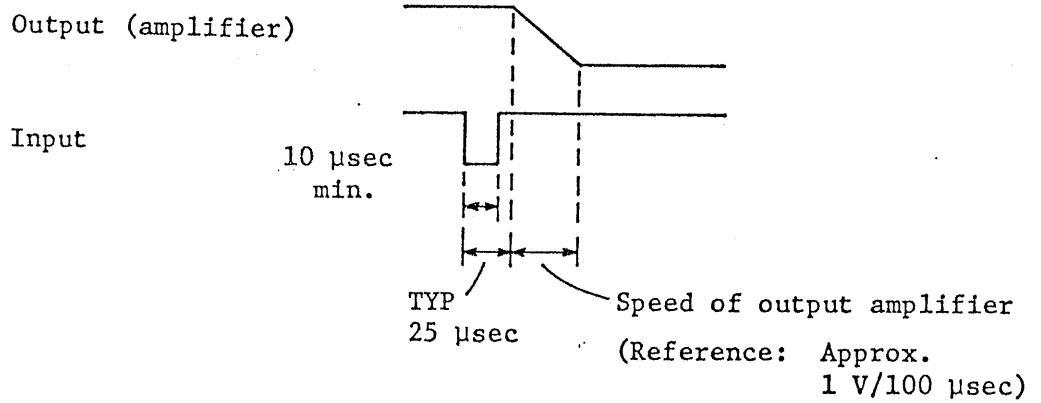 Output (amplifier)
Input
10 μsec
min.
TYP
25 μsec
Speed of output amplifier
(Reference: Approx.
1 V/100 μsec)